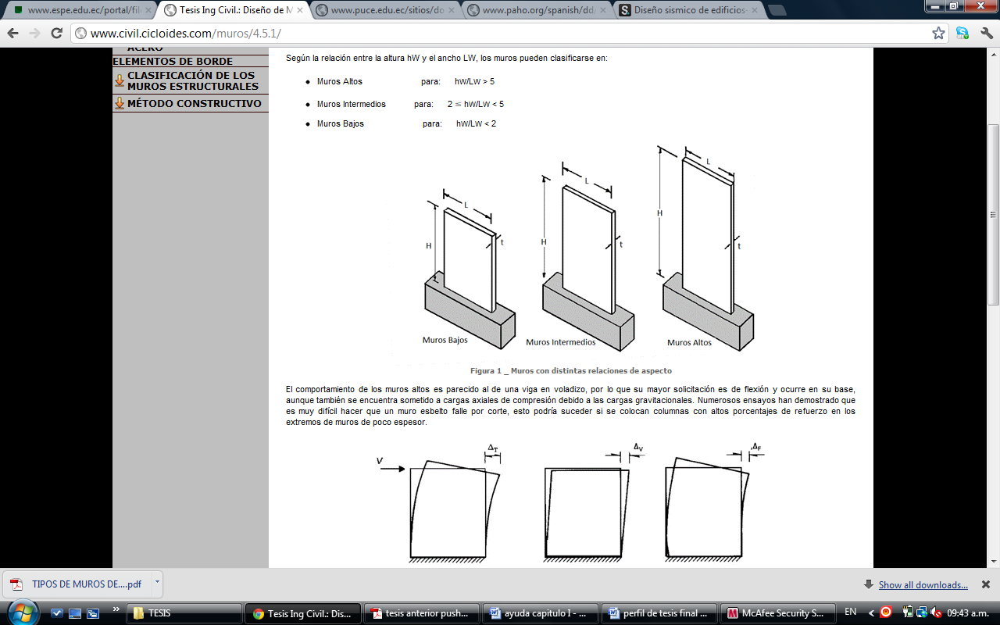 www.espe.edu.ec/portal/fil
Tesis Ing Civil.: Diseño de M
www.puce.edu.ec/sitios/do
www.paho.org/spanish/dd/
Diseño sismico de edificios-
www.civil.cicloides.com/muros/4.5.1/
ACERO
ELEMENTOS DE BORDE
CLASIFICACIÓN DE LOS
MUROS ESTRUCTURALES
MÉTODO CONSTRUCTIVO
Según la relación entre la altura hW y el ancho LW, los muros pueden clasificarse en:
• Muros Altos para: hW/LW > 5
• Muros Intermedios para: 2 ≤ hW/LW < 5
• Muros Bajos para: hW/LW < 2
L
H
t
Muros Bajos
L
H
t
Muros Intermedios
L
H
t
Muros Altos
Figura 1 _ Muros con distintas relaciones de aspecto
El comportamiento de los muros altos es parecido al de una viga en voladizo, por lo que su mayor solicitación es de flexión y ocurre en su base,
aunque también se encuentra sometido a cargas axiales de compresión debido a las cargas gravitacionales. Numerosos ensayos han demostrado que
es muy difícil hacer que un muro esbelto falle por corte, esto podría suceder si se colocan columnas con altos porcentajes de refuerzo en los
extremos de muros de poco espesor.
V
ΔT
ΔV
ΔF
TIPOS DE MUROS DE....pdf
Show all downloads...
TESIS
Tesis Ing Civil.: Dis...
tesis anterior push...
ayuda capitulo I - ...
perfil de tesis final ...
McAfee Security S...
EN
09:43 a.m.